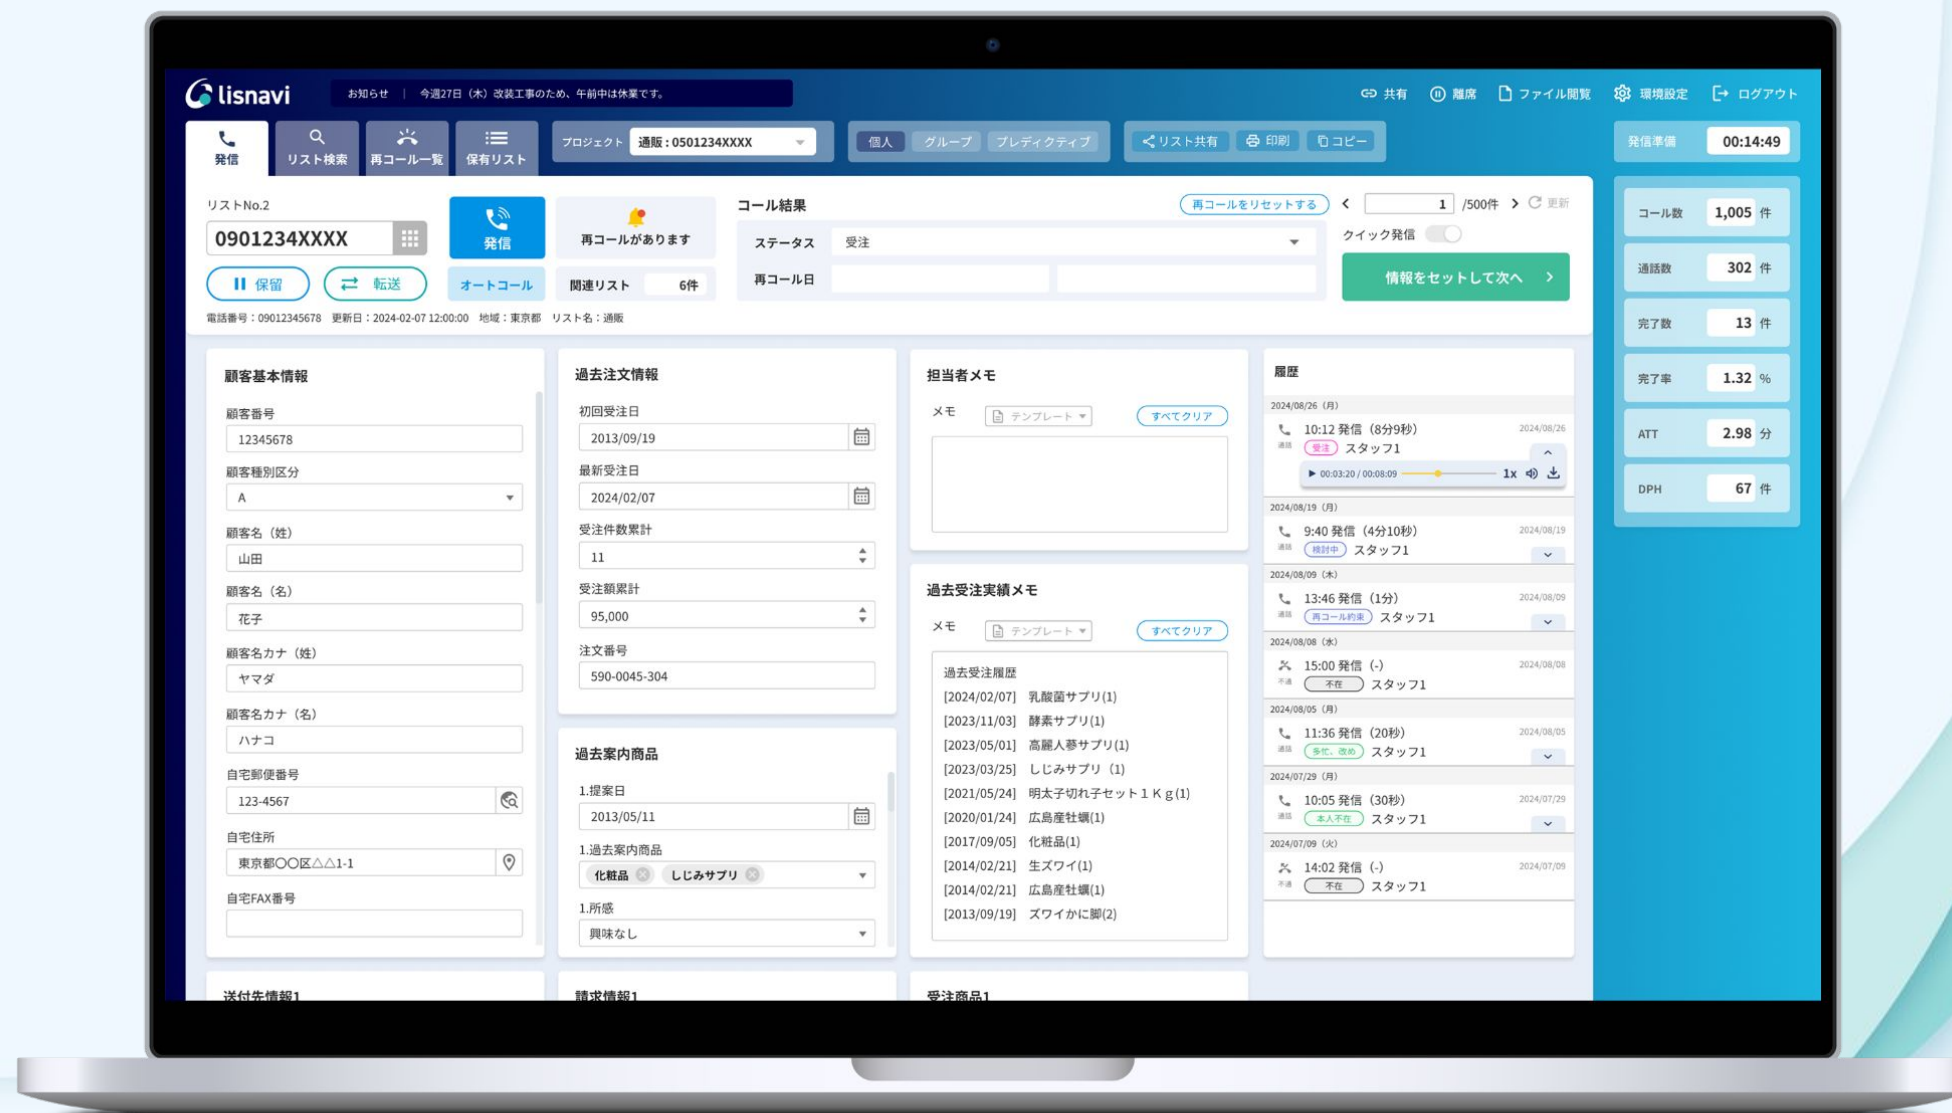 lisnavi
お知らせ | 今週27日（木）改装工事のため、午前中は休業です。
共有 離席 ファイル閲覧 環境設定 ログアウト
発信 リスト検索 再コール一覧 保有リスト
プロジェクト 通販：0501234XXXX
個人 グループ プレディクティブ
リスト共有 印刷 コピー
発信準備 00:14:49
リストNo.2
0901234XXXX
発信
保留 転送 オートコール
再コールがあります
関連リスト 6件
コール結果
再コールをリセットする
ステータス 受注
再コール日
1 /500件 更新
クイック発信
情報をセットして次へ
電話番号：09012345678 更新日：2024-02-07 12:00:00 地域：東京都 リスト名：通販
コール数 1,005 件
通話数 302 件
完了数 13 件
完了率 1.32 %
ATT 2.98 分
DPH 67 件
顧客基本情報
顧客番号
12345678
顧客種別区分
A
顧客名（姓）
山田
顧客名（名）
花子
顧客名カナ（姓）
ヤマダ
顧客名カナ（名）
ハナコ
自宅郵便番号
123-4567
自宅住所
東京都〇〇区△△1-1
自宅FAX番号
過去注文情報
初回受注日
2013/09/19
最新受注日
2024/02/07
受注件数累計
11
受注額累計
95,000
注文番号
590-0045-304
過去案内商品
1.提案日
2013/05/11
1.過去案内商品
化粧品 しじみサプリ
1.所感
興味なし
担当者メモ
メモ テンプレート すべてクリア
過去受注実績メモ
メモ テンプレート すべてクリア
過去受注履歴
[2024/02/07] 乳酸菌サプリ(1)
[2023/11/03] 酵素サプリ(1)
[2023/05/01] 高麗人蔘サプリ(1)
[2023/03/25] しじみサプリ（1)
[2021/05/24] 明太子切れ子セット１Ｋｇ(1)
[2020/01/24] 広島産牡蠣(1)
[2017/09/05] 化粧品(1)
[2014/02/21] 生ズワイ(1)
[2014/02/21] 広島産牡蠣(1)
[2013/09/19] ズワイかに脚(2)
履歴
2024/08/26（月）
10:12 発信（8分9秒） 2024/08/26
通話 受注 スタッフ1
00:03:20 / 00:08:09 1x
2024/08/19（月）
9:40 発信（4分10秒） 2024/08/19
通話 検討中 スタッフ1
2024/08/09（木）
13:46 発信（1分） 2024/08/09
通話 再コール約束 スタッフ1
2024/08/08（水）
15:00 発信（-） 2024/08/08
不通 不在 スタッフ1
2024/08/05（月）
11:36 発信（20秒） 2024/08/05
通話 多忙、改め スタッフ1
2024/07/29（月）
10:05 発信（30秒） 2024/07/29
通話 本人不在 スタッフ1
2024/07/09（火）
14:02 発信（-） 2024/07/09
不通 不在 スタッフ1
送付先情報1
請求情報1
受注商品1